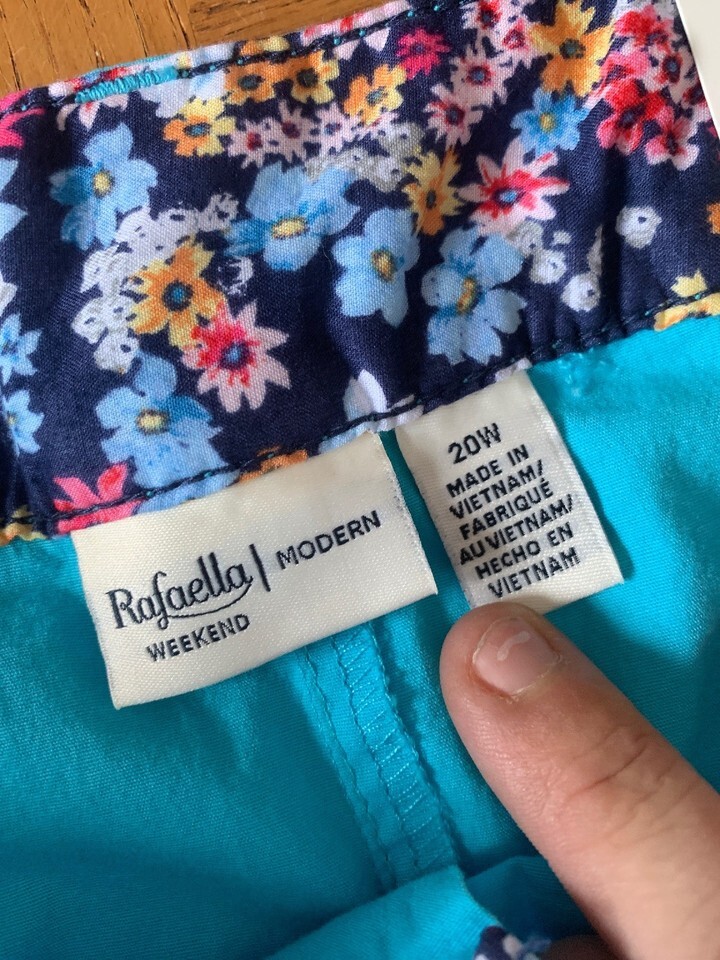 Rafaella | MODERN
WEEKEND
20W
MADE IN
VIETNAM/
FABRIQUÉ
AU VIETNAM/
HECHO EN
VIETNAM